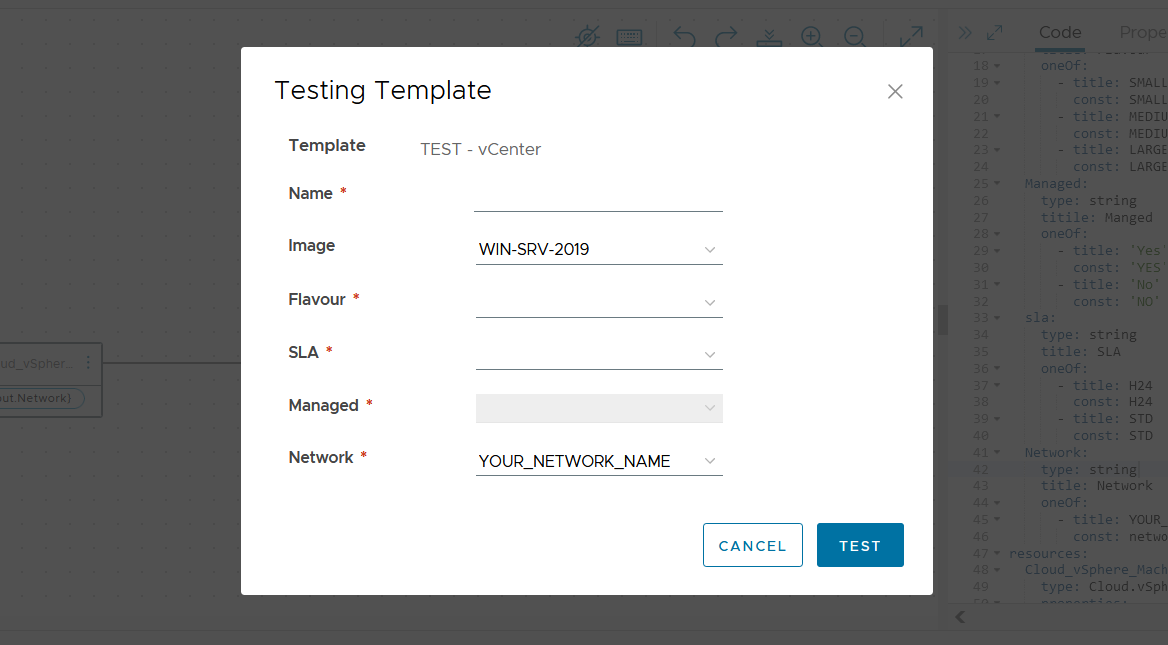 Code Prope
Testing Template
Template TEST - vCenter
Name *
Image WIN-SRV-2019
Flavour *
SLA *
Managed *
Network * YOUR_NETWORK_NAME
CANCEL TEST
ud_vSpher...
out.Network)
18 oneOf:
19 - title: SMALL
20 const: SMALL
21 - title: MEDIU
22 const: MEDIU
23 - title: LARGE
24 const: LARGE
25 Managed:
26 type: string
27 titile: Manged
28 oneOf:
29 - title: 'Yes
30 const: 'YES
31 - title: 'No'
32 const: 'NO'
33 sla:
34 type: string
35 title: SLA
36 oneOf:
37 - title: H24
38 const: H24
39 - title: STD
40 const: STD
41 Network:
42 type: string
43 title: Network
44 oneOf:
45 - title: YOUR_
46 const: netwo
47 resources:
48 Cloud_vSphere_Mach
49 type: Cloud.vSph
50 properties: